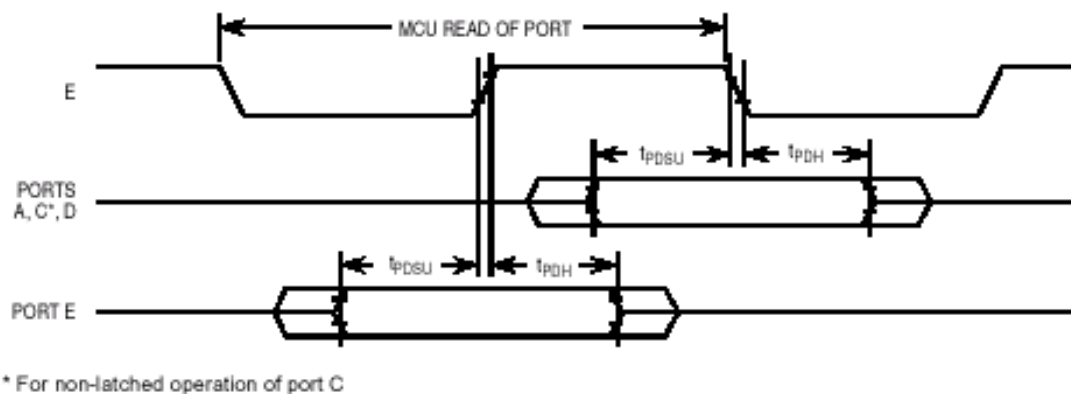 MCU READ OF PORT
E
tPDSU tPDH
PORTS
A, C*, D
tPDSU tPDH
PORT E
* For non-latched operation of port C